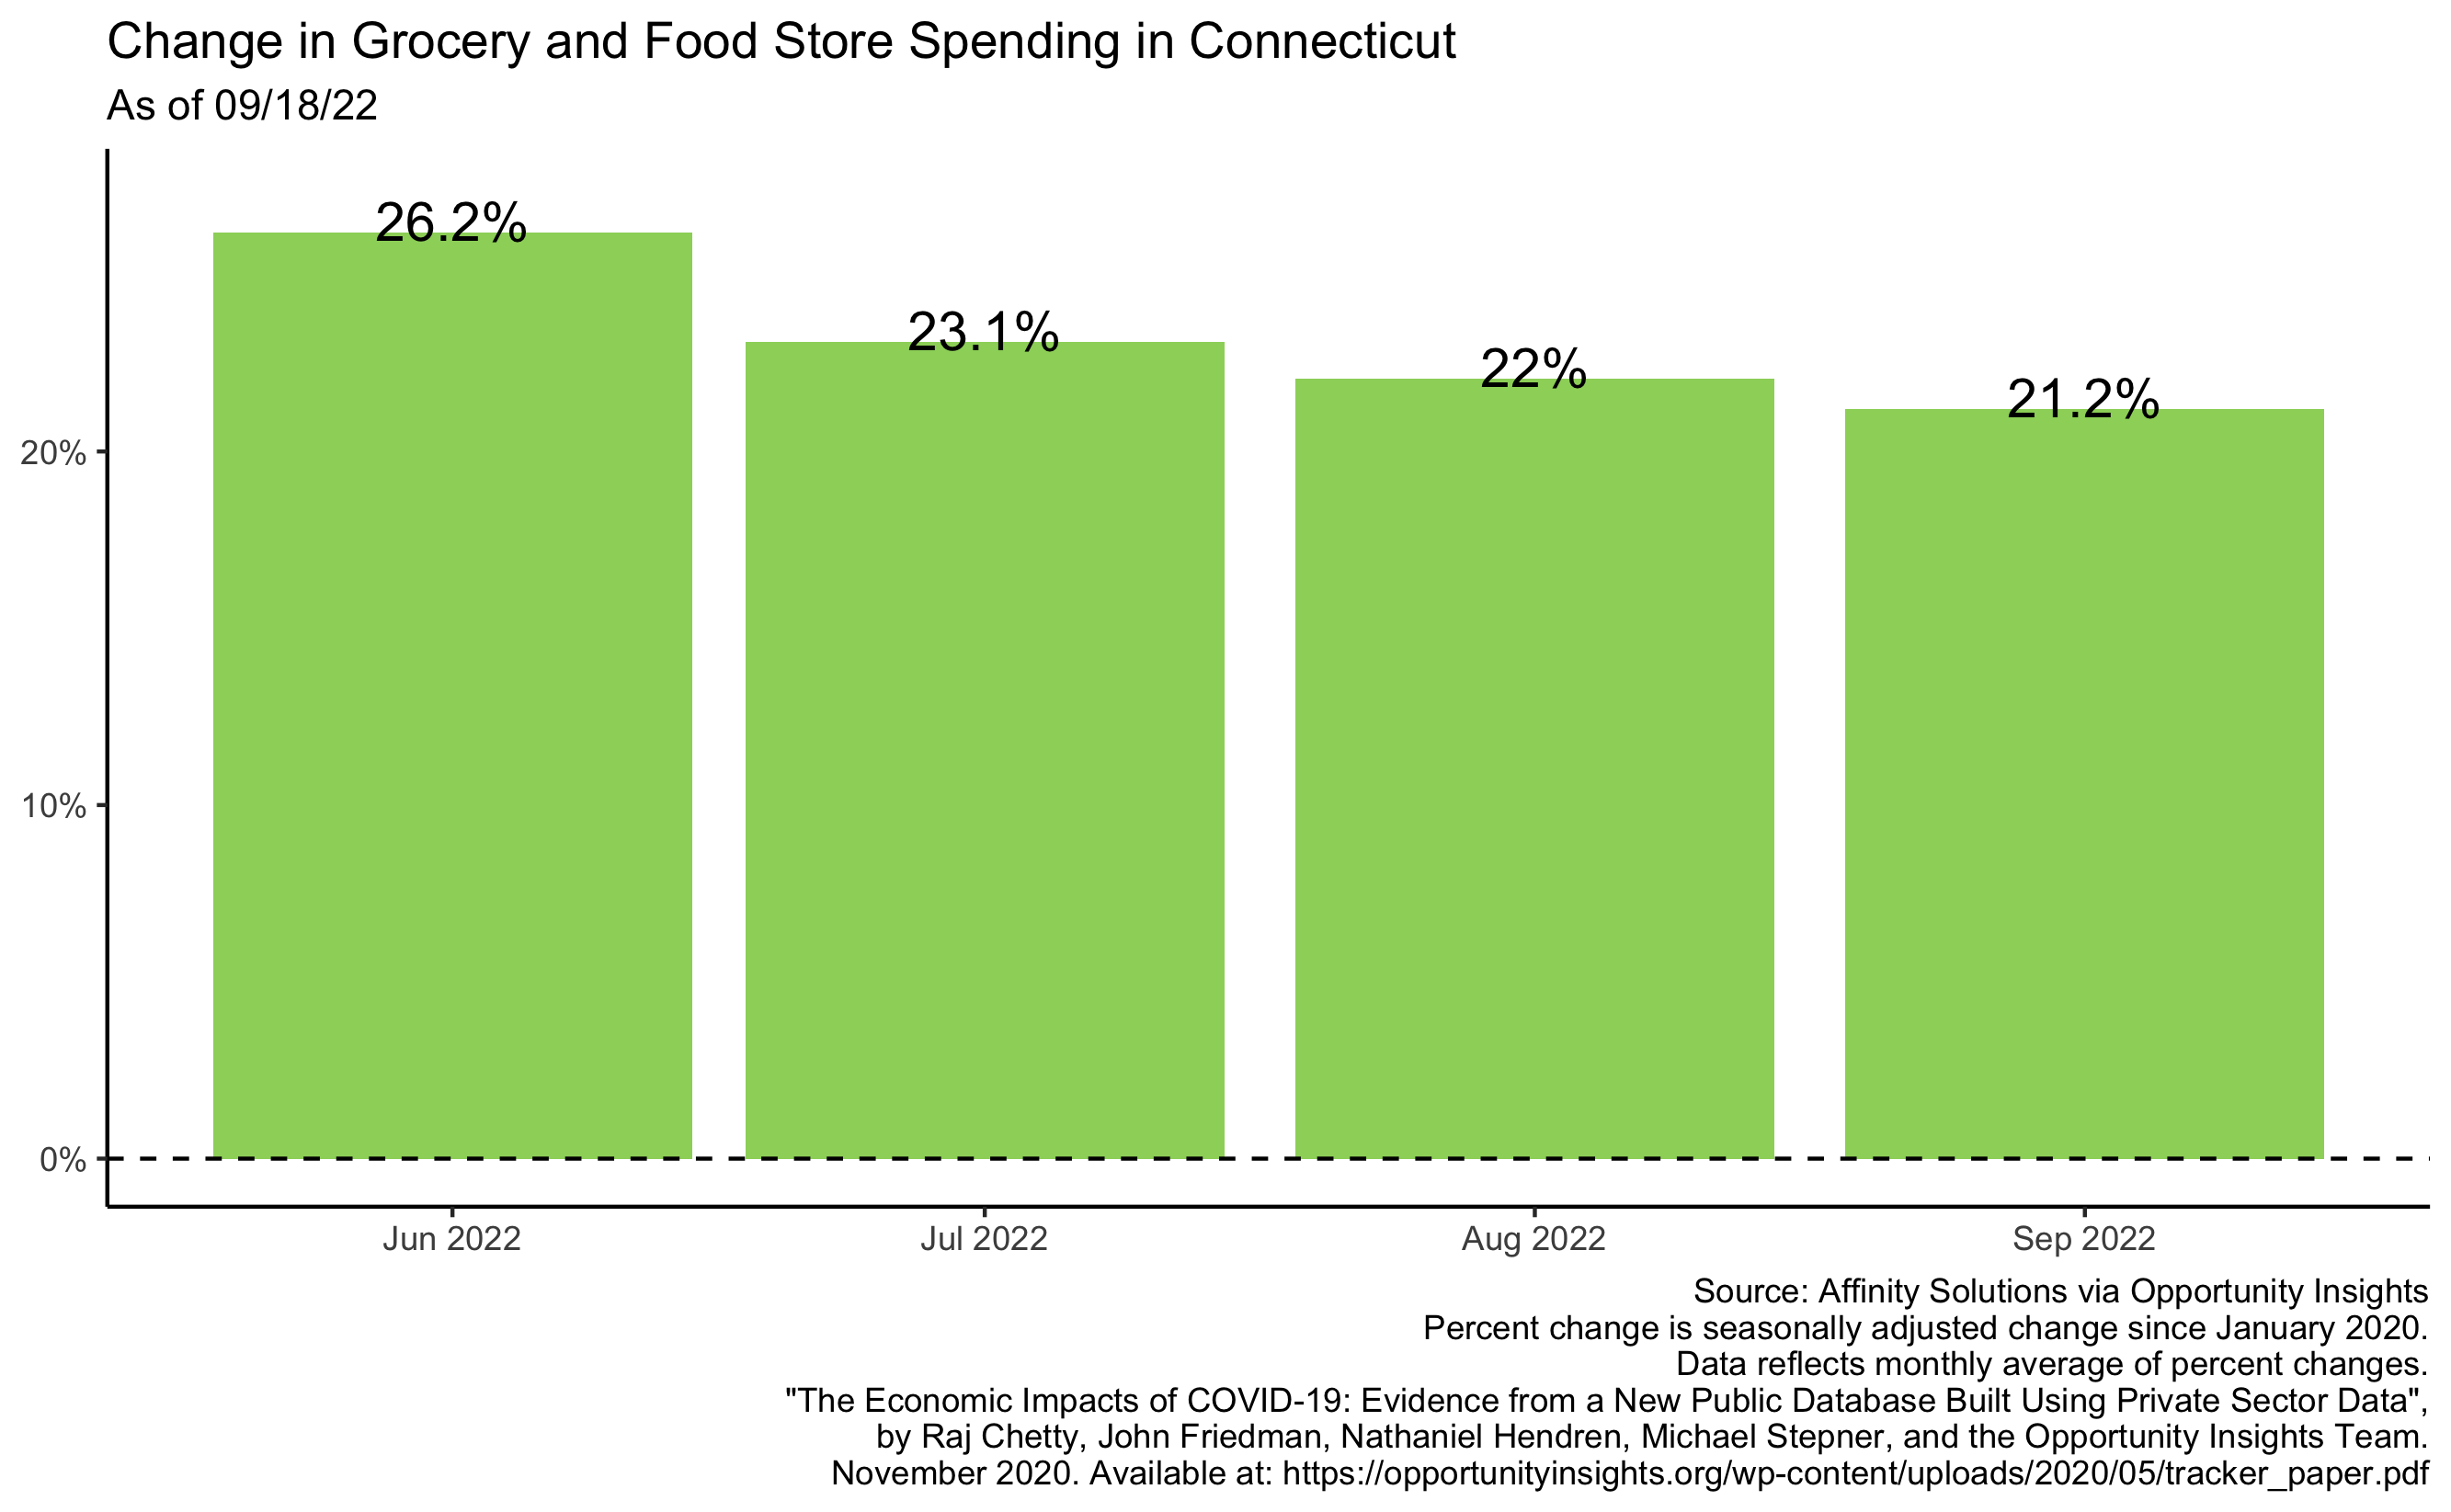 Change in Grocery and Food Store Spending in Connecticut
As of 09/18/22
26.2%
23.1%
22%
21.2%
20%
10%
0%
Jun 2022
Jul 2022
Aug 2022
Sep 2022
Source: Affinity Solutions via Opportunity Insights
Percent change is seasonally adjusted change since January 2020.
Data reflects monthly average of percent changes.
"The Economic Impacts of COVID-19: Evidence from a New Public Database Built Using Private Sector Data",
by Raj Chetty, John Friedman, Nathaniel Hendren, Michael Stepner, and the Opportunity Insights Team.
November 2020. Available at: https://opportunityinsights.org/wp-content/uploads/2020/05/tracker_paper.pdf